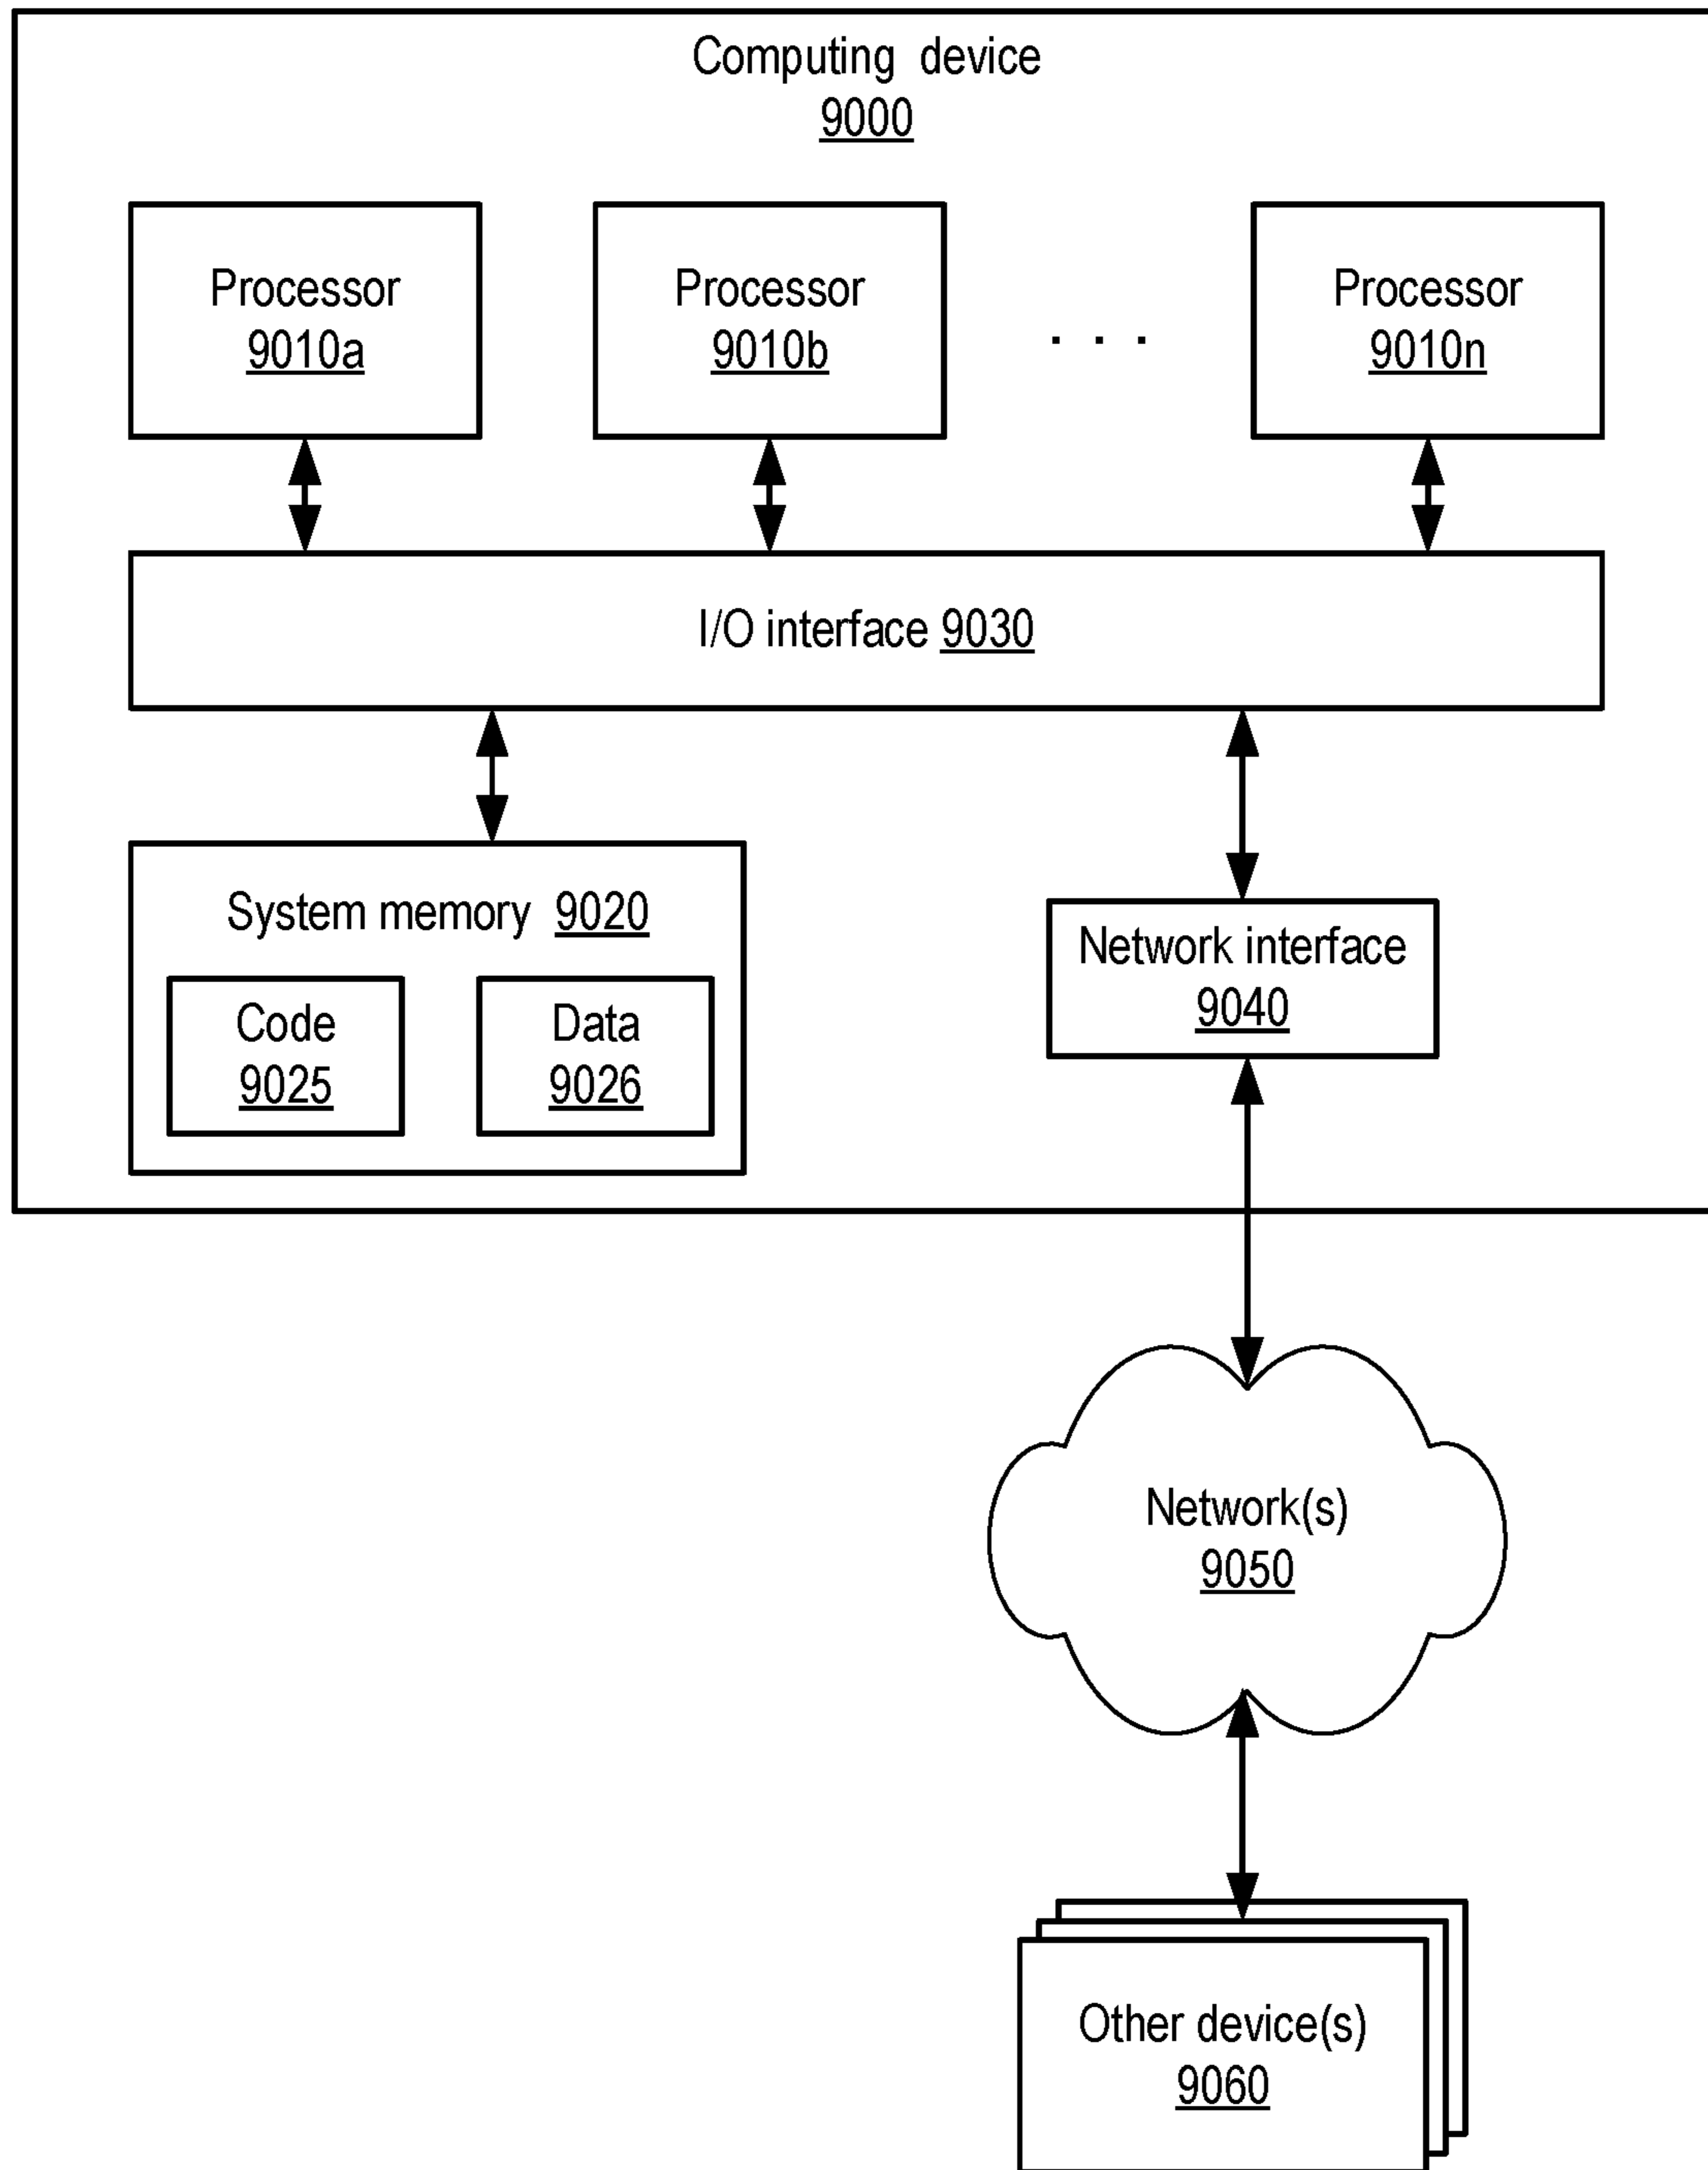 Computing device
9000
Processor
9010a
Processor
9010b
. . .
Processor
9010n
I/O interface 9030
System memory 9020
Code
9025
Data
9026
Network interface
9040
Network(s)
9050
Other device(s)
9060